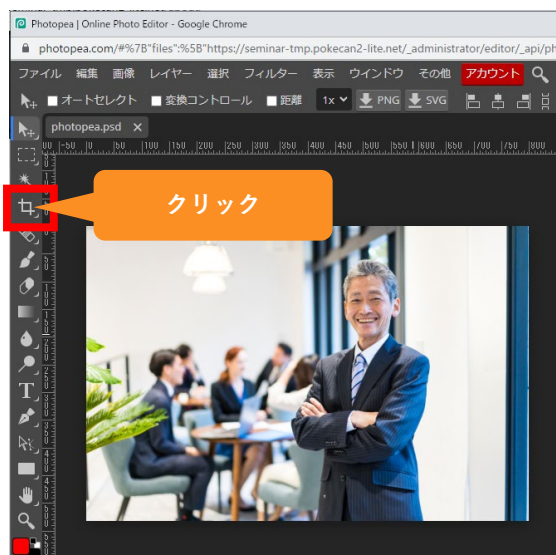 Photopea | Online Photo Editor - Google Chrome
photopea.com/#%7B"files":%5B"https://seminar-tmp.pokecan2-lite.net/_administrator/editor/_api/ph
ファイル 編集 画像 レイヤー 選択 フィルター 表示 ウインドウ その他 アカウント
オートセレクト 変換コントロール 距離 1x PNG SVG
photopea.psd
クリック